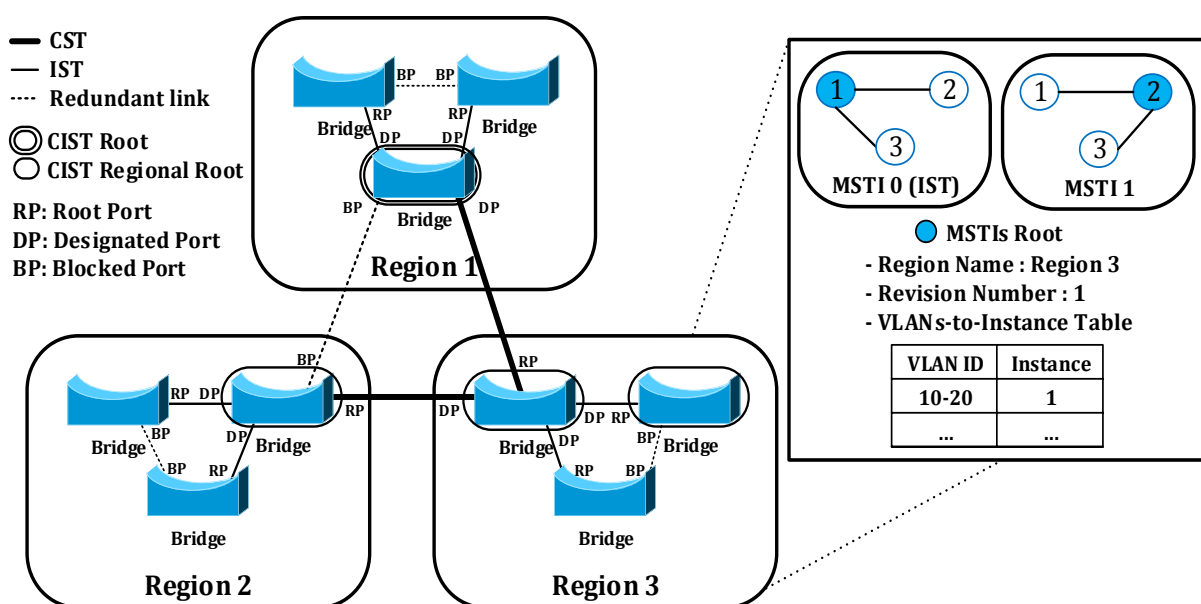 CST
IST
Redundant link
CIST Root
CIST Regional Root
RP: Root Port
DP: Designated Port
BP: Blocked Port
BP BP
RP RP
Bridge Bridge
DP DP
BP DP
Bridge
Region 1
BP
RP DP
RP
Bridge Bridge
BP DP
BP RP
Bridge
Region 2
RP
DP DP RP
Bridge Bridge
DP BP
RP BP
Bridge
Region 3
1 2
3
MSTI 0 (IST)
1 2
3
MSTI 1
MSTIs Root
- Region Name : Region 3
- Revision Number : 1
- VLANs-to-Instance Table
VLAN ID Instance
10-20 1
... ...